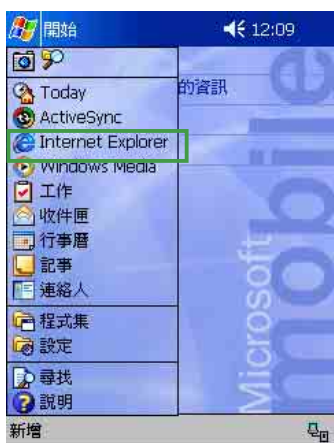 開始 12:09
的資訊
Today
ActiveSync
Internet Explorer
Windows Media
工作
收件匣
行事曆
記事
連絡人
程式集
設定
尋找
說明
新增
Microsoft
mobile